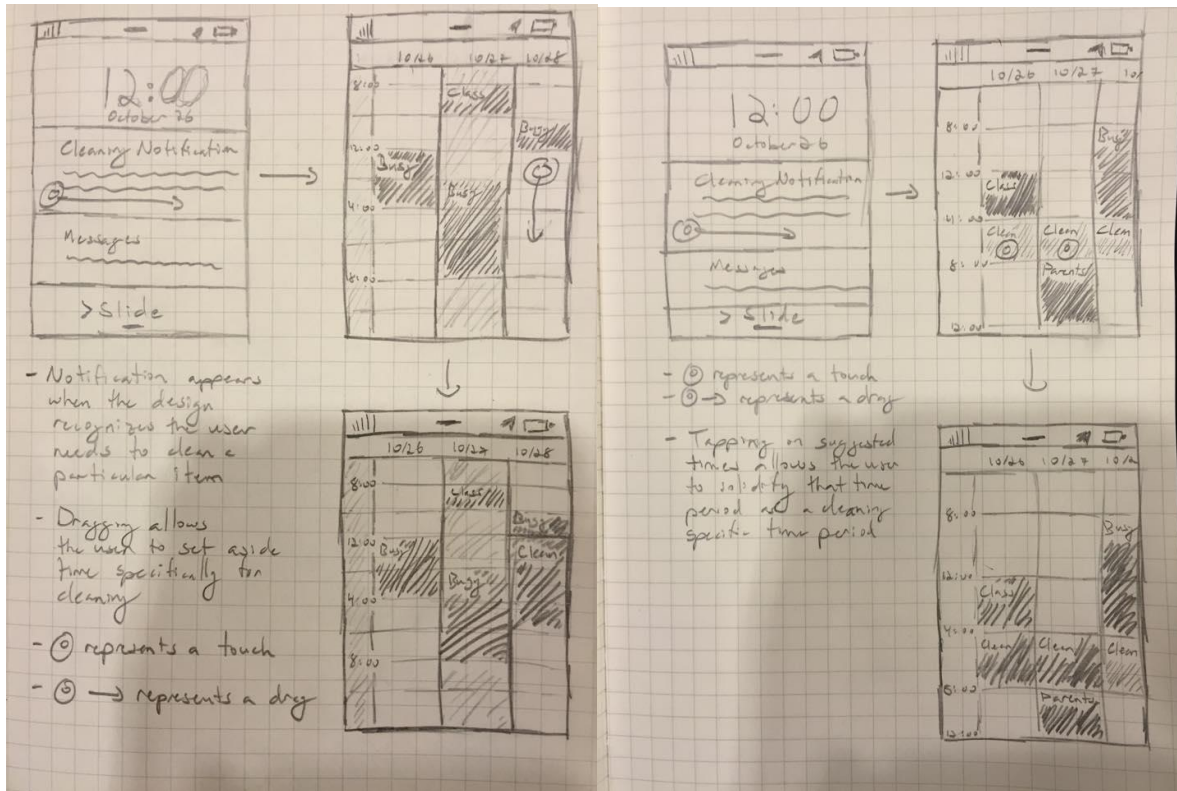 12:00
October 26
Cleaning Notification
Messages
> Slide
10/26 10/27 10/28
8:00
Class
Busy
12:00
Busy
Busy
4:00
8:00
- Notification appears
when the design
recognizes the user
needs to clean a
particular item
- Dragging allows
the user to set aside
time specifically for
cleaning
- represents a touch
- → represents a drag
10/26 10/27 10/28
8:00
Class
Busy
12:00
Busy
Clean
Busy
4:00
8:00
12:00
October 26
Cleaning Notification
Messages
> Slide
10/26 10/27 10/
8:00
Busy
12:00
Class
4:00
Clean Clean Clean
8:00
Parents
12:00
- represents a touch
- → represents a drag
- Tapping on suggested
times allows the user
to solidify that time
period as a cleaning
specific time period
10/26 10/27 10/2
8:00
Busy
12:00
Class
4:00
Clean Clean Clean
8:00
Parents
12:00